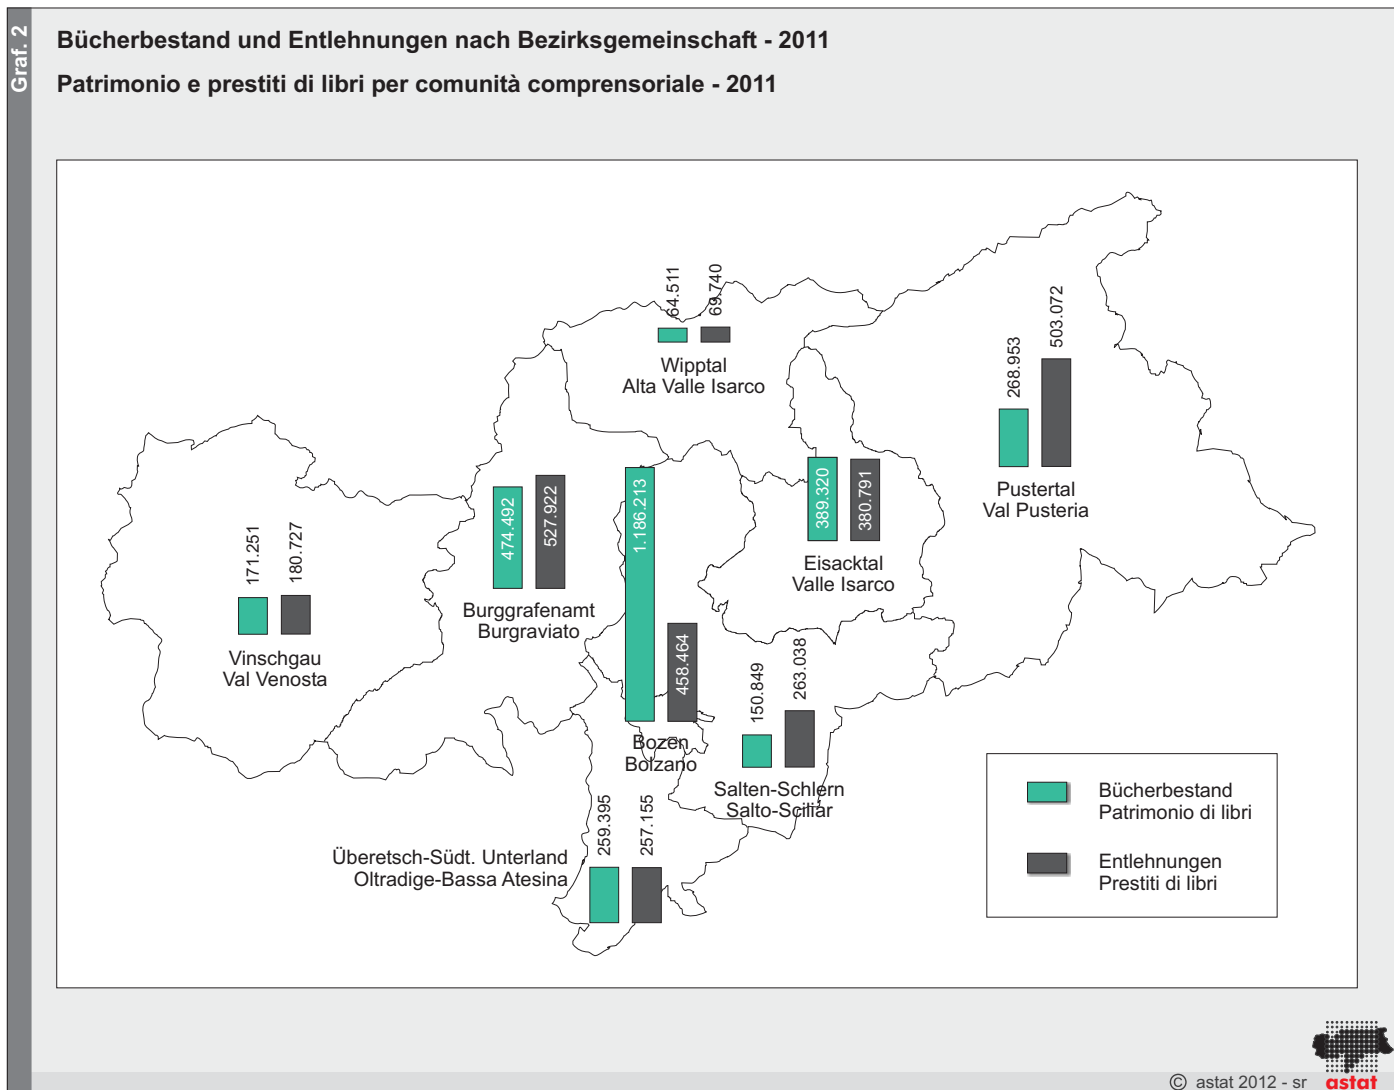 Graf. 2
Bücherbestand und Entlehnungen nach Bezirksgemeinschaft - 2011
Patrimonio e prestiti di libri per comunità comprensoriale - 2011
64.511
69.740
Wipptal
Alta Valle Isarco
268.953
503.072
Pustertal
Val Pusteria
389.320
380.791
Eisacktal
Valle Isarco
474.492
527.922
Burggrafenamt
Burgraviato
1.186.213
458.464
Bozen
Bolzano
171.251
180.727
Vinschgau
Val Venosta
150.849
263.038
Salten-Schlern
Salto-Sciliar
259.395
257.155
Überetsch-Südt. Unterland
Oltradige-Bassa Atesina
Bücherbestand
Patrimonio di libri
Entlehnungen
Prestiti di libri
© astat 2012 - sr
astat